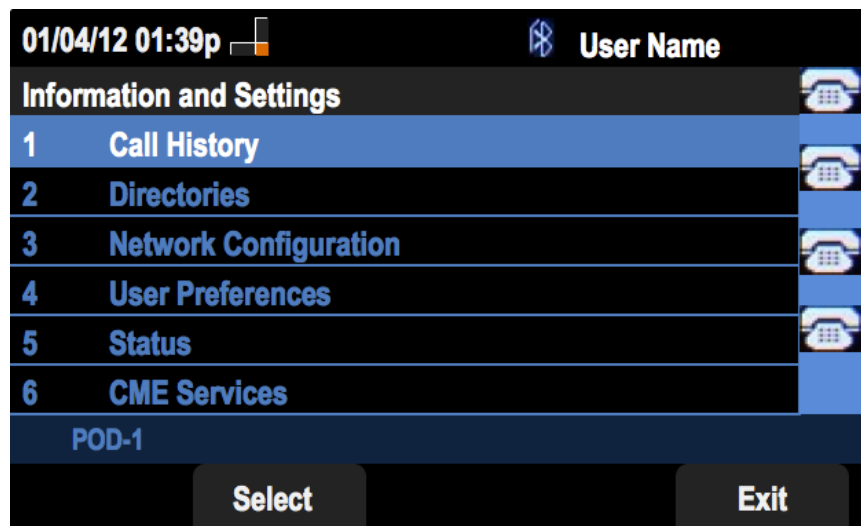 01/04/12 01:39p User Name
Information and Settings
1 Call History
2 Directories
3 Network Configuration
4 User Preferences
5 Status
6 CME Services
POD-1
Select Exit